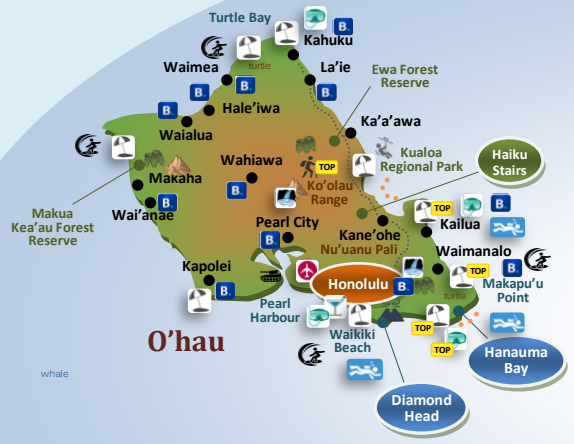 Turtle Bay
B.
Kahuku
Waimea
turtle
La'ie
Ewa Forest
Reserve
B.
B.
B.
Hale'iwa
B.
B.
Waialua
Ka'a'awa
Kualoa
Regional Park
Haiku
Stairs
Wahiawa
TOP
Makaha
B.
Ko'olau
Range
Makua
Kea'au Forest
Reserve
Wai'anae
B.
TOP
B.
Kailua
Pearl City
Kane'ohe
B.
Nu'uanu Pali
Waimanalo
Kapolei
TOP
B.
Makapu'u
Point
Honolulu
B.
B.
turtle
Pearl
Harbour
Waikiki
Beach
TOP
TOP
O'hau
Hanauma
Bay
whale
Diamond
Head